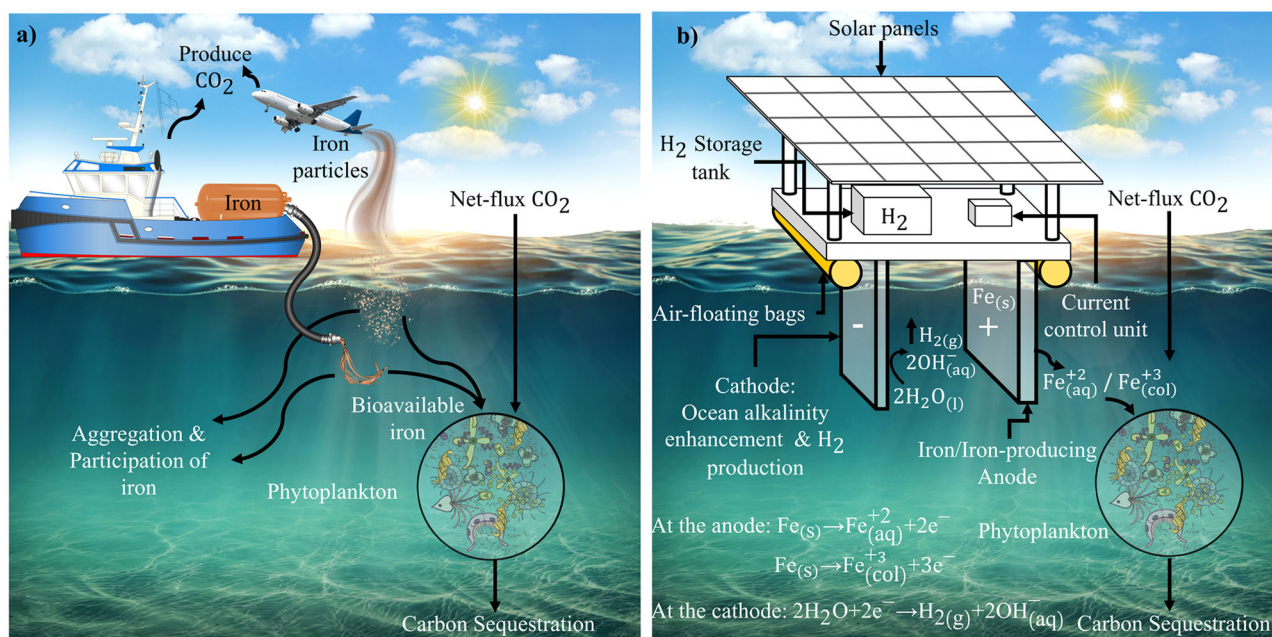 a)
Produce
CO₂
Iron
particles
Iron
Net-flux CO₂
Bioavailable
iron
Aggregation &
Participation of
iron
Phytoplankton
Carbon Sequestration
b)
Solar panels
H₂ Storage
tank
H₂
Net-flux CO₂
Air-floating bags
Fe(s)
-
+
Current
control unit
H₂(g)
2OH⁻(aq)
2H₂O(l)
Fe⁺²(aq) / Fe⁺³(col)
Cathode:
Ocean alkalinity
enhancement & H₂
production
Iron/Iron-producing
Anode
Phytoplankton
At the anode: Fe(s)→Fe⁺²(aq)+2e⁻
Fe(s)→Fe⁺³(col)+3e⁻
At the cathode: 2H₂O+2e⁻→H₂(g)+2OH⁻(aq)
Carbon Sequestration